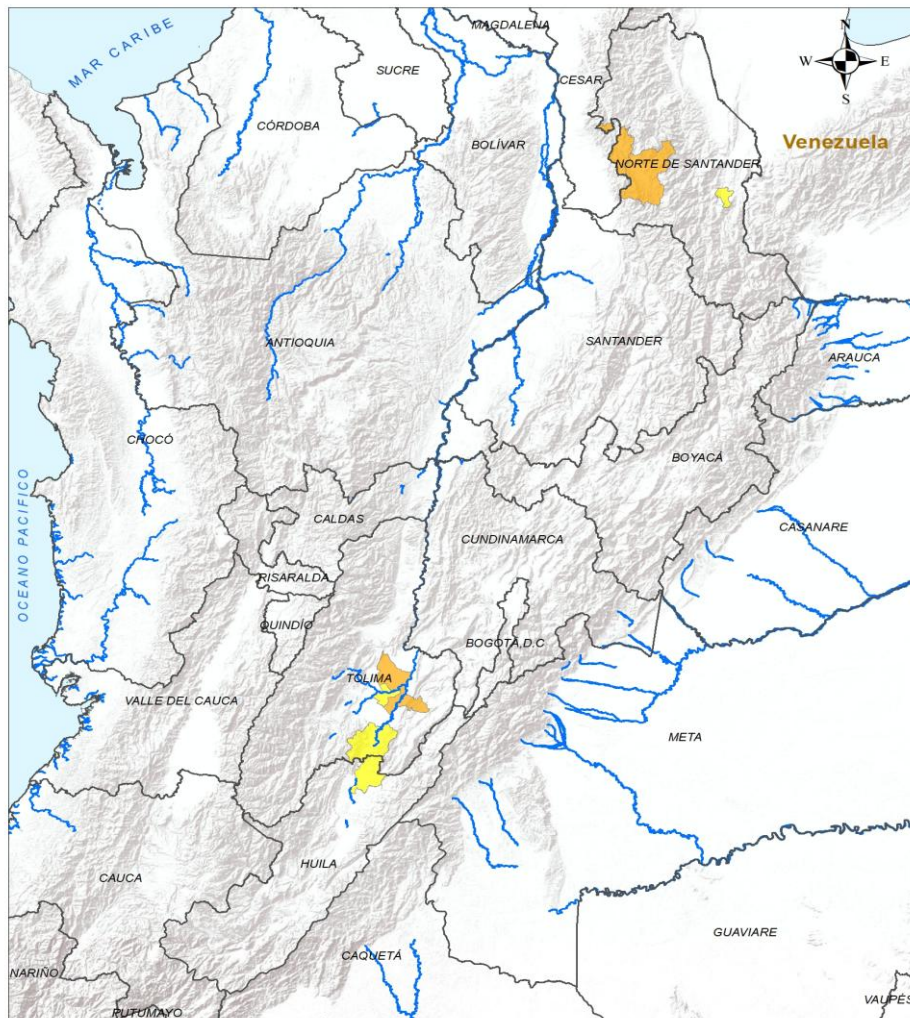 MAR CARIBE
MAGDALENA
N
W
E
S
SUCRE
CESAR
CÓRDOBA
BOLÍVAR
Venezuela
NORTE DE SANTANDER
ANTIOQUIA
SANTANDER
ARAUCA
CHOCÓ
BOYACÁ
OCEANO PACIFICO
CALDAS
CUNDINAMARCA
CASANARE
RISARALDA
QUINDÍO
BOGOTÁ,D.C
TOLIMA
VALLE DEL CAUCA
META
HUILA
CAUCA
GUAVIARE
CAQUETÁ
NARIÑO
PUTUMAYO
VAUPÉS